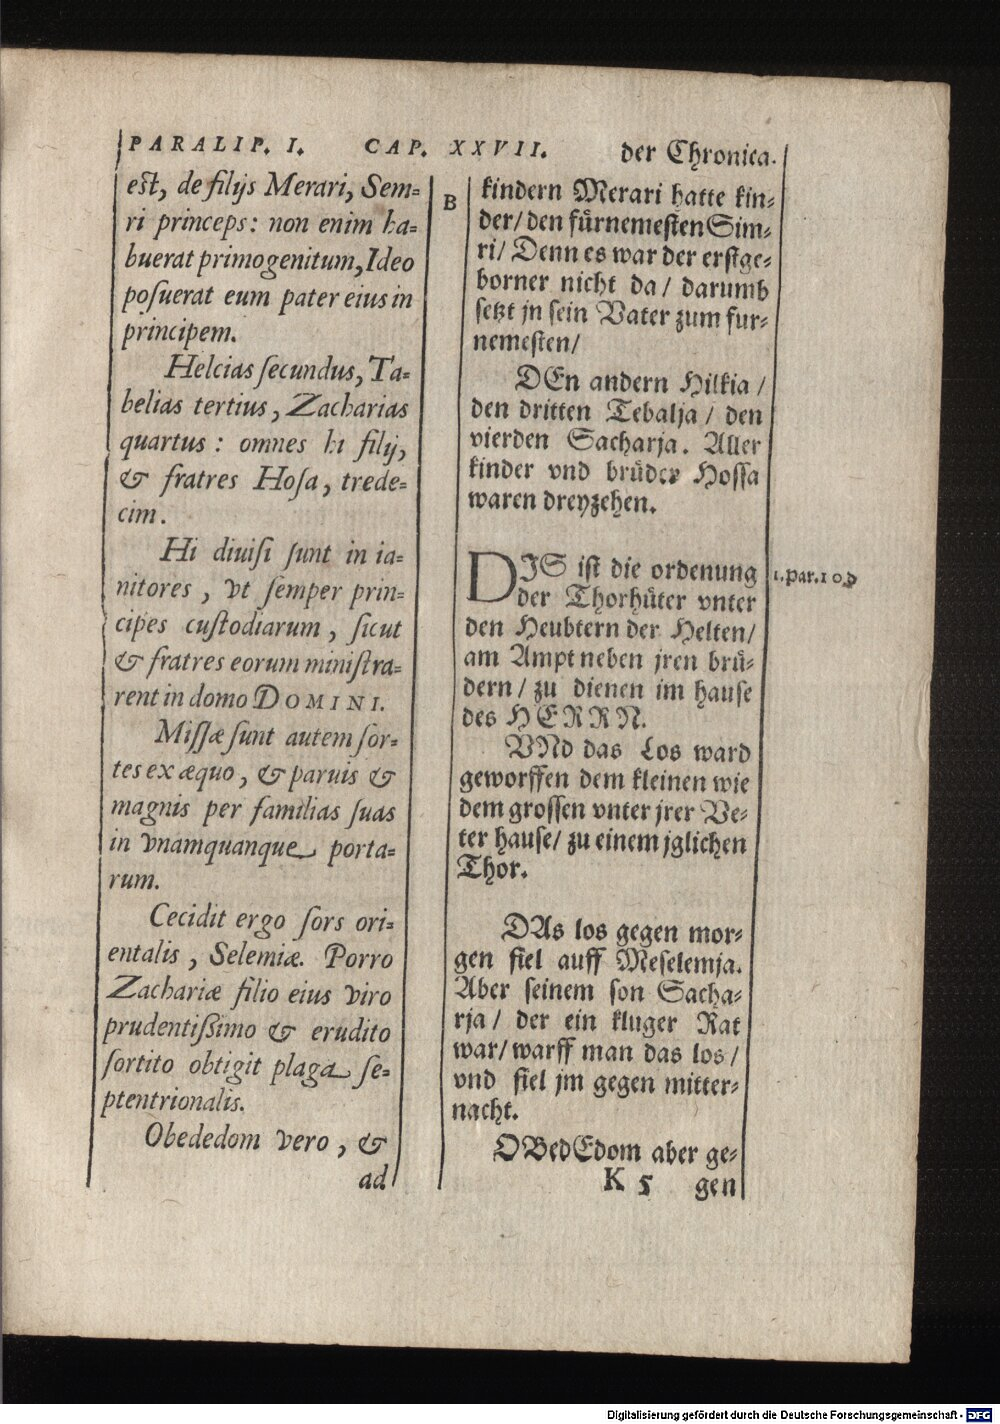 PARALIP. I. CAP. XXVII. der Chronica.
est, de filijs Merari, Sem-
ri princeps: non enim ha-
buerat primogenitum, Ideo
posuerat eum pater eius in
principem.
Helcias secundus, Ta-
belias tertius, Zacharias
quartus: omnes hi filij,
& fratres Hosa, trede-
cim.
Hi diuisi sunt in ia-
nitores, vt semper prin-
cipes custodiarum, sicut
& fratres eorum ministra-
rent in domo DOMINI.
Missæ sunt autem sor-
tes ex æquo, & paruis &
magnis per familias suas
in vnamquanque porta-
rum.
Cecidit ergo sors ori-
entalis, Selemiæ. Porro
Zachariæ filio eius viro
prudentißimo & erudito
sortito obtigit plaga se-
ptentrionalis.
Obededom vero, &
ad
B
kindern Merari hatte kin-
der/ den fürnemesten Sim-
ri/ Denn es war der erstge-
borner nicht da/ darumb
setzt jn sein Vater zum fur-
nemesten/
DEn andern Hilkia/
den dritten Tebalja/ den
vierden Sacharja. Aller
kinder vnd brüder Hossa
waren dreyzehen.
DIS ist die ordenung
der Thorhüter vnter
den Heubtern der Helten/
am Ampt neben jren brü-
dern/ zu dienen im hause
des HERRN.
VNd das Los ward
geworffen dem kleinen wie
dem grossen vnter jrer Ve-
ter hause/ zu einem jglichen
Thor.
DAs los gegen mor-
gen fiel auff Meselemja.
Aber seinem son Sacha-
rja/ der ein kluger Rat
war/ warff man das los/
vnd fiel jm gegen mitter-
nacht.
OBedEdom aber ge-
K 5 gen
1. par. 10.
Digitalisierung gefördert durch die Deutsche Forschungsgemeinschaft - DFG